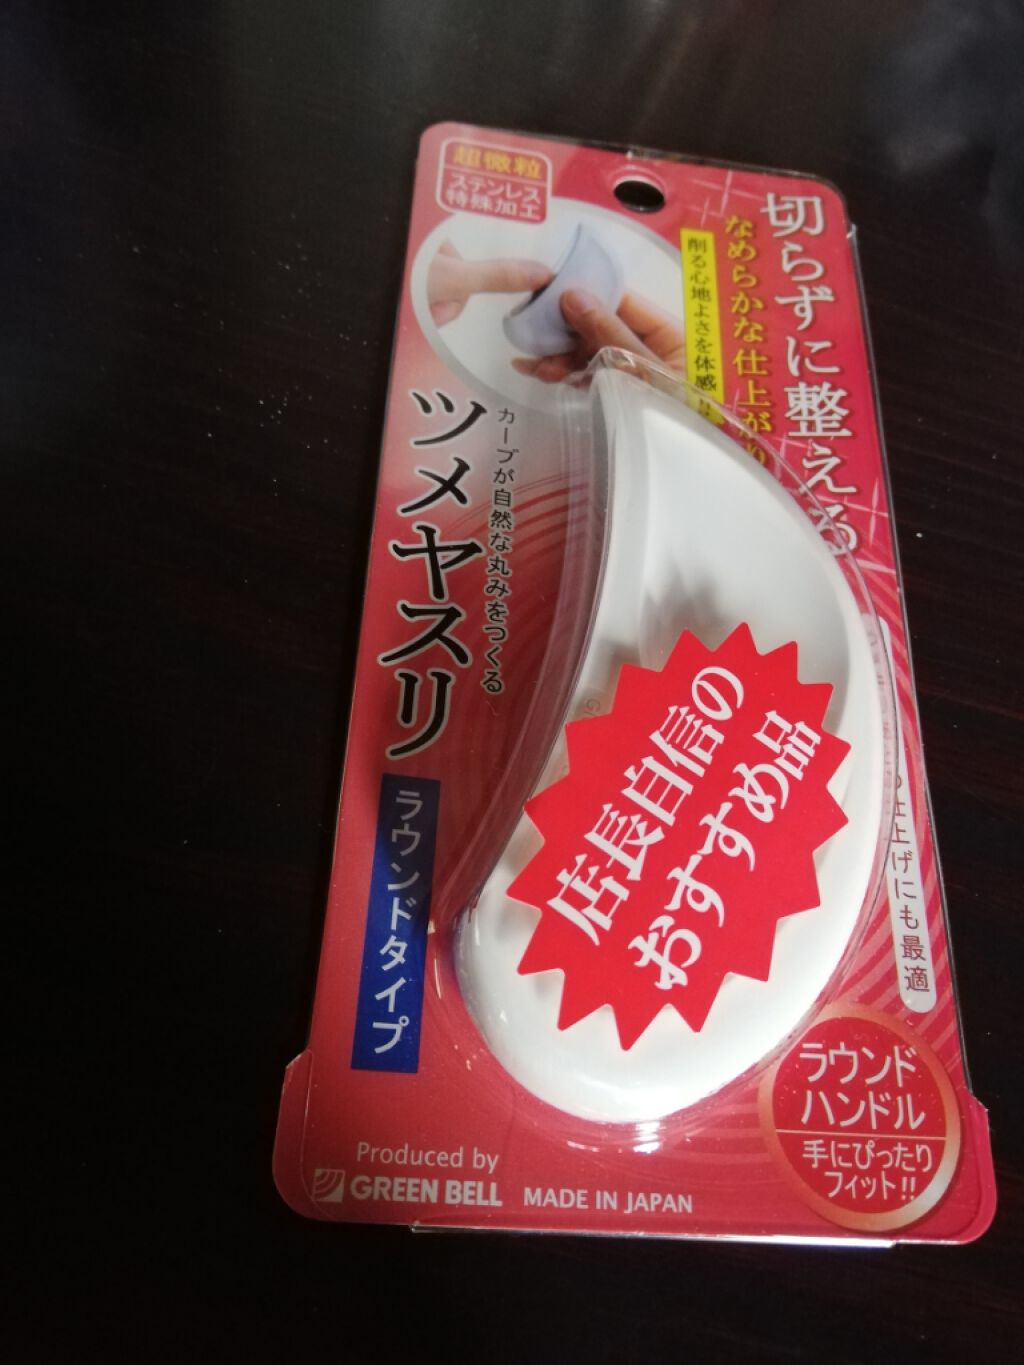 超微粒
ステンレス
特殊加工
切らずに整える
なめらかな仕上がり
削る心地よさを体感!!
カーブが自然な丸みをつくる
ツメヤスリ
ラウンドタイプ
店長自信の
おすすめ品
仕上げにも最適
ラウンド
ハンドル
手にぴったり
フィット!!
Produced by
GREEN BELL MADE IN JAPAN